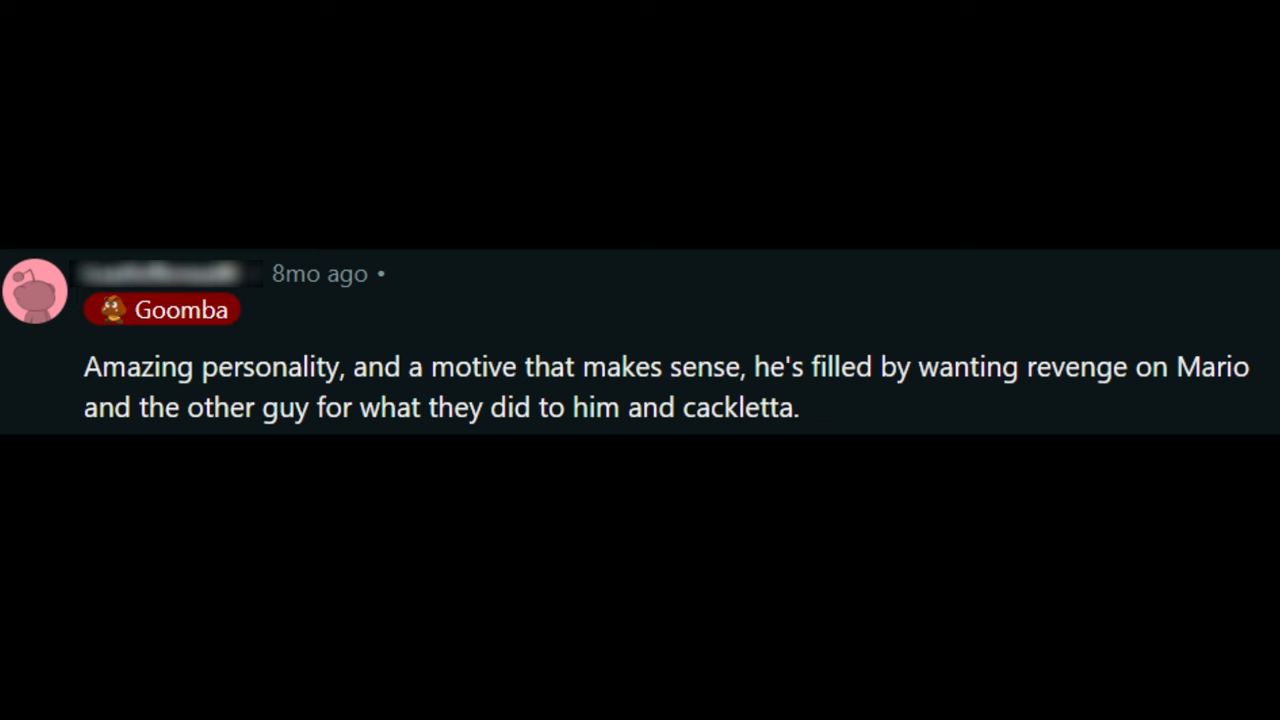 8mo ago •
Goomba
Amazing personality, and a motive that makes sense, he's filled by wanting revenge on Mario
and the other guy for what they did to him and cackletta.